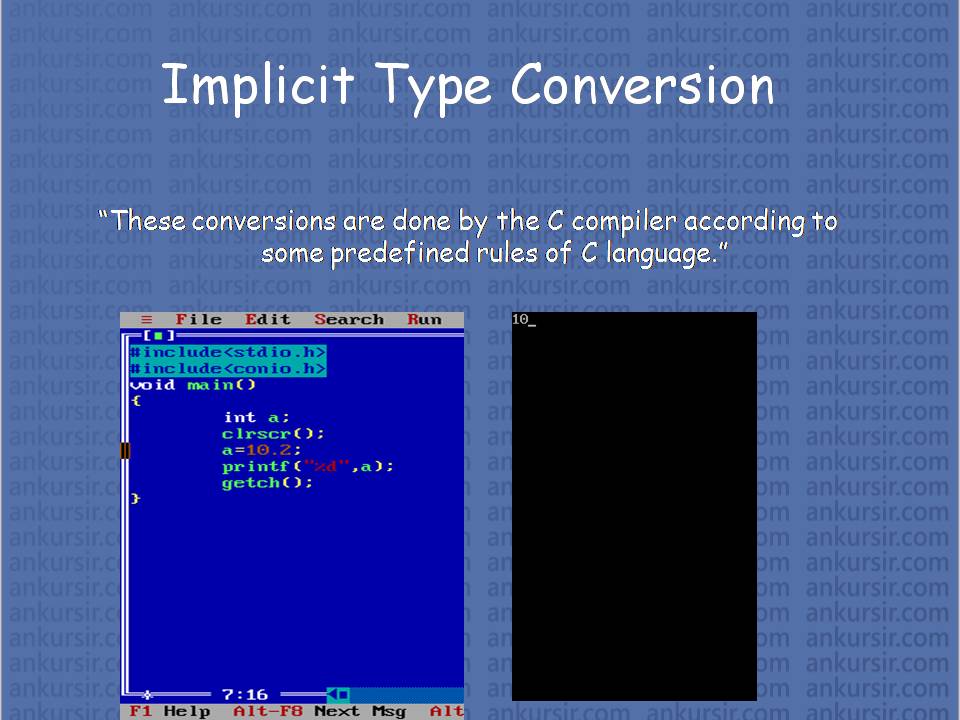 Implicit Type Conversion
“These conversions are done by the C compiler according to
some predefined rules of C language.”
≡ File Edit Search Run
[■]
#include<stdio.h>
#include<conio.h>
void main()
{
int a;
clrscr();
a=10.2;
printf("%d",a);
getch();
}
7:16
F1 Help Alt-F8 Next Msg Alt
10_
ankursir.com